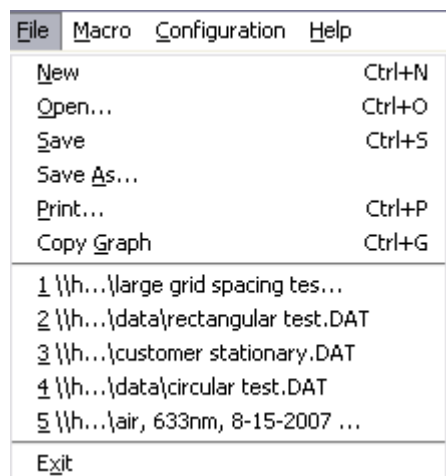 File Macro Configuration Help
New Ctrl+N
Open... Ctrl+O
Save Ctrl+S
Save As...
Print... Ctrl+P
Copy Graph Ctrl+G
1 \\h...\large grid spacing tes...
2 \\h...\data\rectangular test.DAT
3 \\h...\customer stationary.DAT
4 \\h...\data\circular test.DAT
5 \\h...\air, 633nm, 8-15-2007 ...
Exit